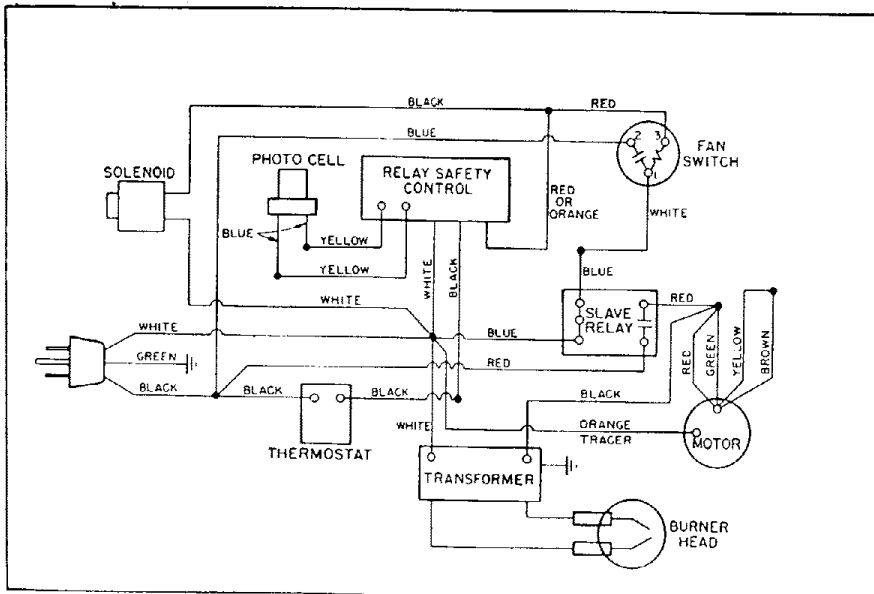 BLACK
RED
BLUE
2
3
1
FAN
SWITCH
PHOTO CELL
RELAY SAFETY
CONTROL
SOLENOID
RED
OR
ORANGE
WHITE
BLUE
YELLOW
YELLOW
WHITE
BLACK
BLUE
WHITE
SLAVE
RELAY
RED
WHITE
BLUE
GREEN
RED
RED
GREEN
YELLOW
BROWN
BLACK
BLACK
BLACK
BLACK
WHITE
ORANGE
TRACER
MOTOR
THERMOSTAT
TRANSFORMER
BURNER
HEAD